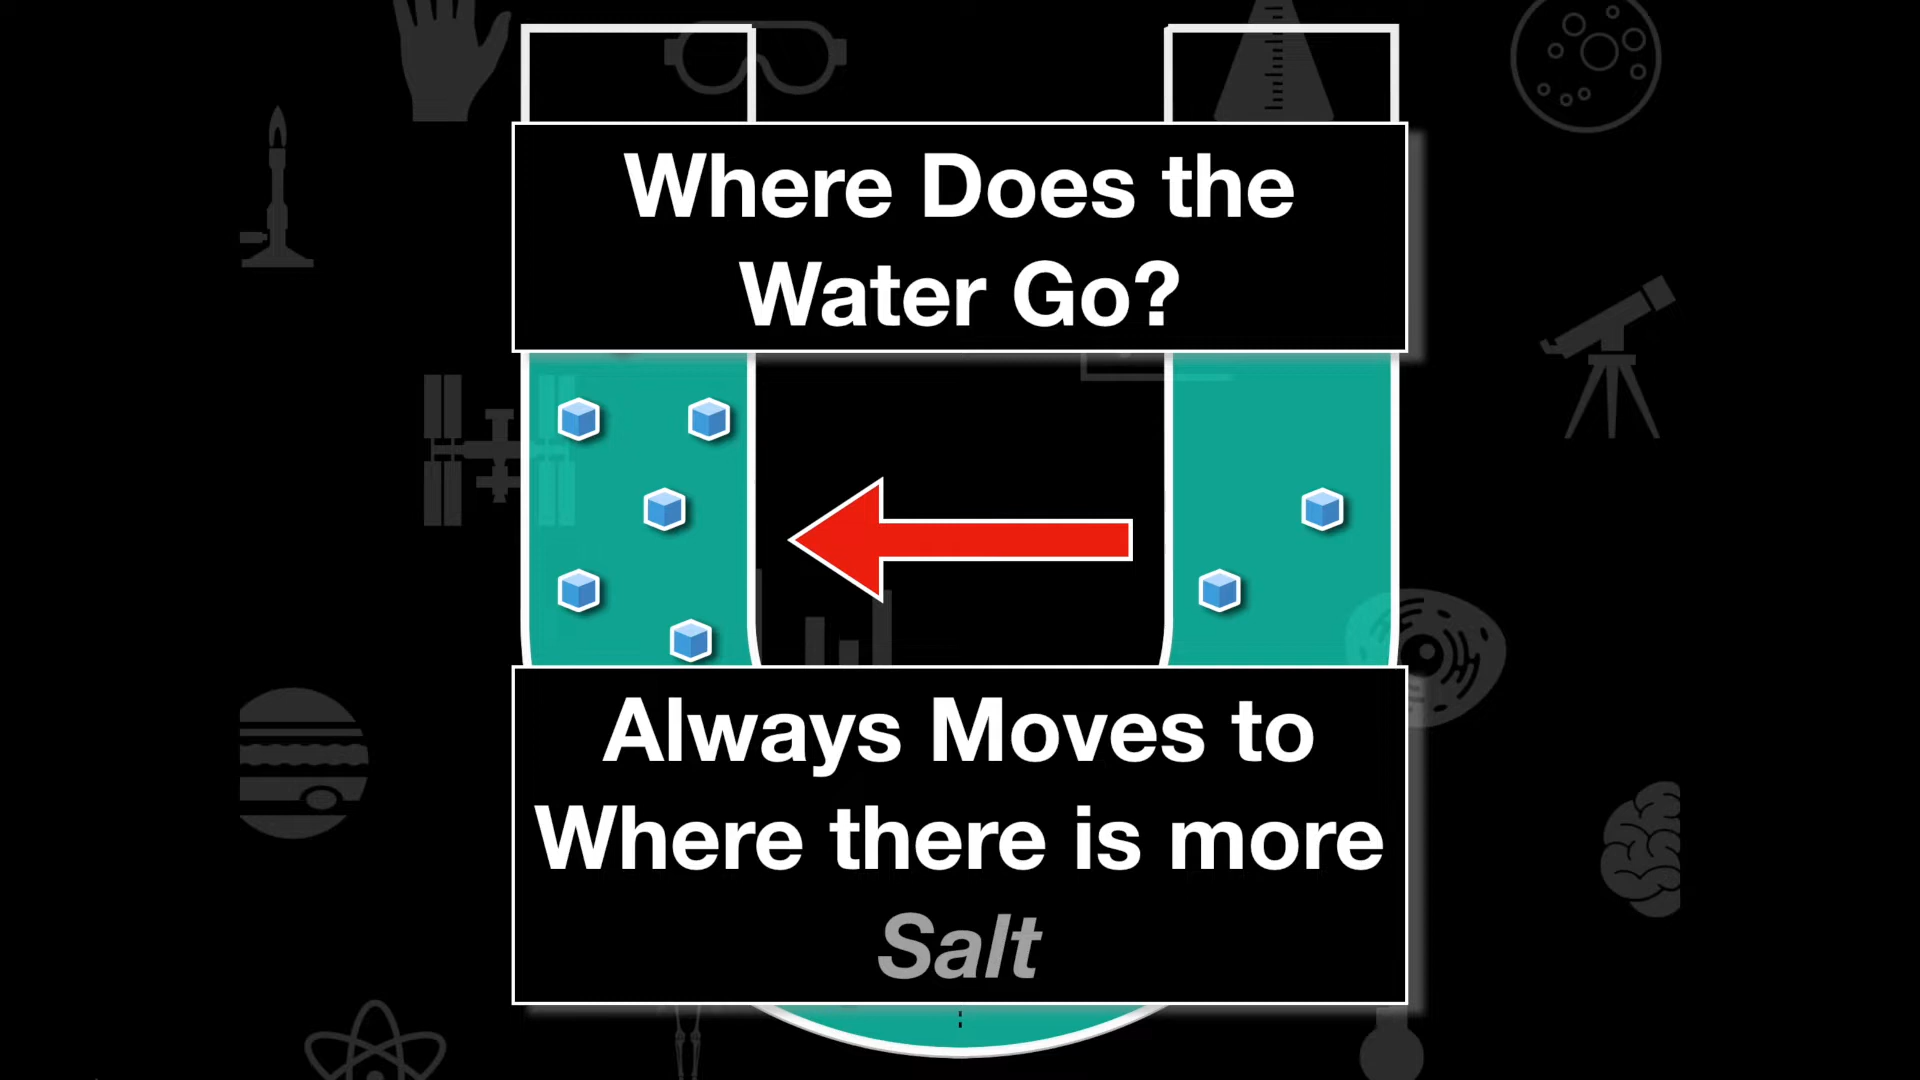 Where Does the
Water Go?
Always Moves to
Where there is more
Salt